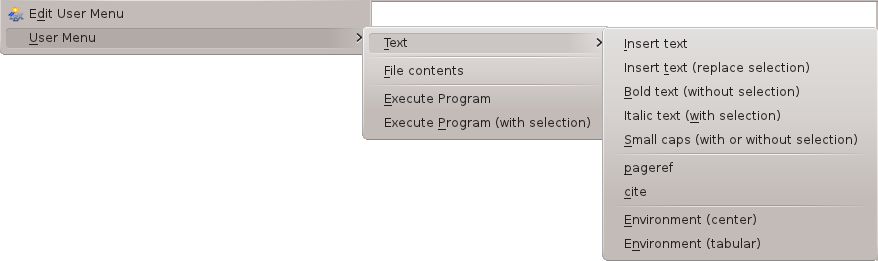 Edit User Menu
User Menu
Text
File contents
Execute Program
Execute Program (with selection)
Insert text
Insert text (replace selection)
Bold text (without selection)
Italic text (with selection)
Small caps (with or without selection)
pageref
cite
Environment (center)
Environment (tabular)